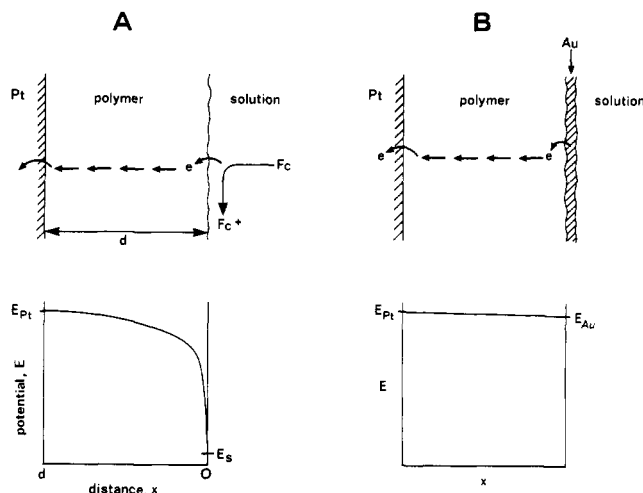 A
Pt
polymer
solution
e
Fc
Fc+
d
E_Pt
potential, E
E_s
d
O
distance x
B
Au
Pt
polymer
solution
e
e
E_Pt
E_Au
E
x